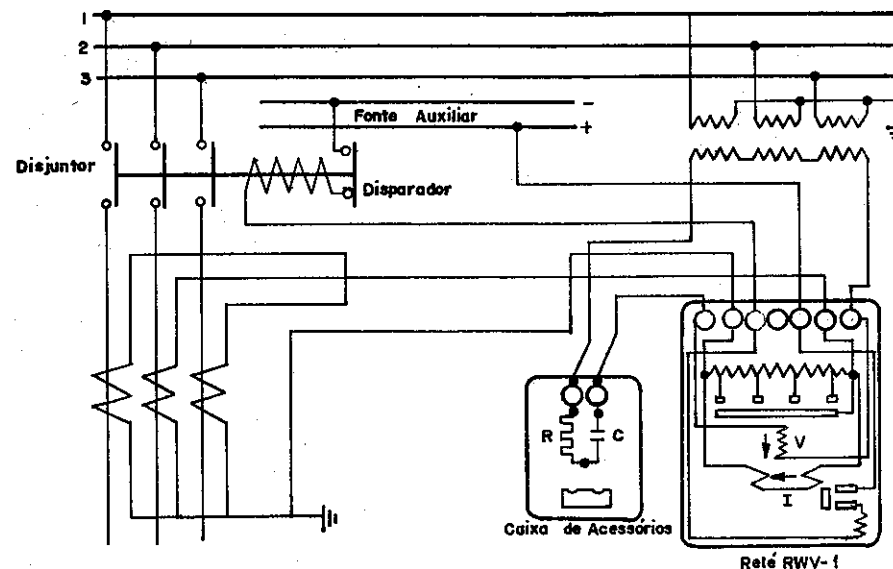 1
2
3
Fonte Auxiliar
-
+
Disjuntor
Disparador
R
C
V
I
Caixa de Acessórios
Relé RWV-1